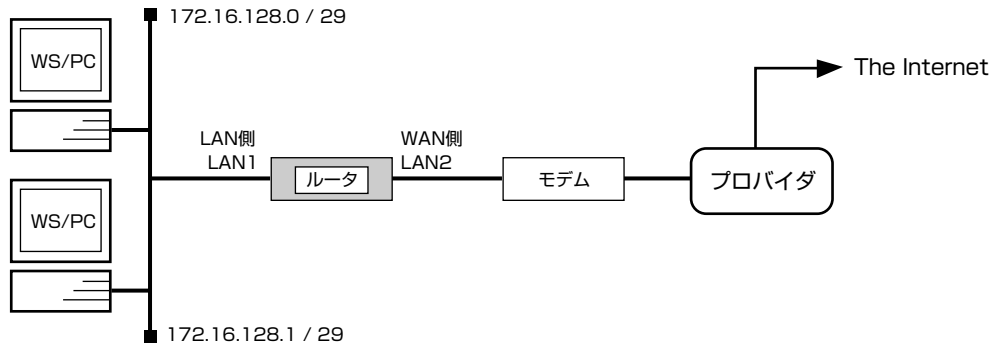 172.16.128.0 / 29
WS/PC
The Internet
LAN側
LAN1
WAN側
LAN2
ルータ
モデム
プロバイダ
WS/PC
172.16.128.1 / 29